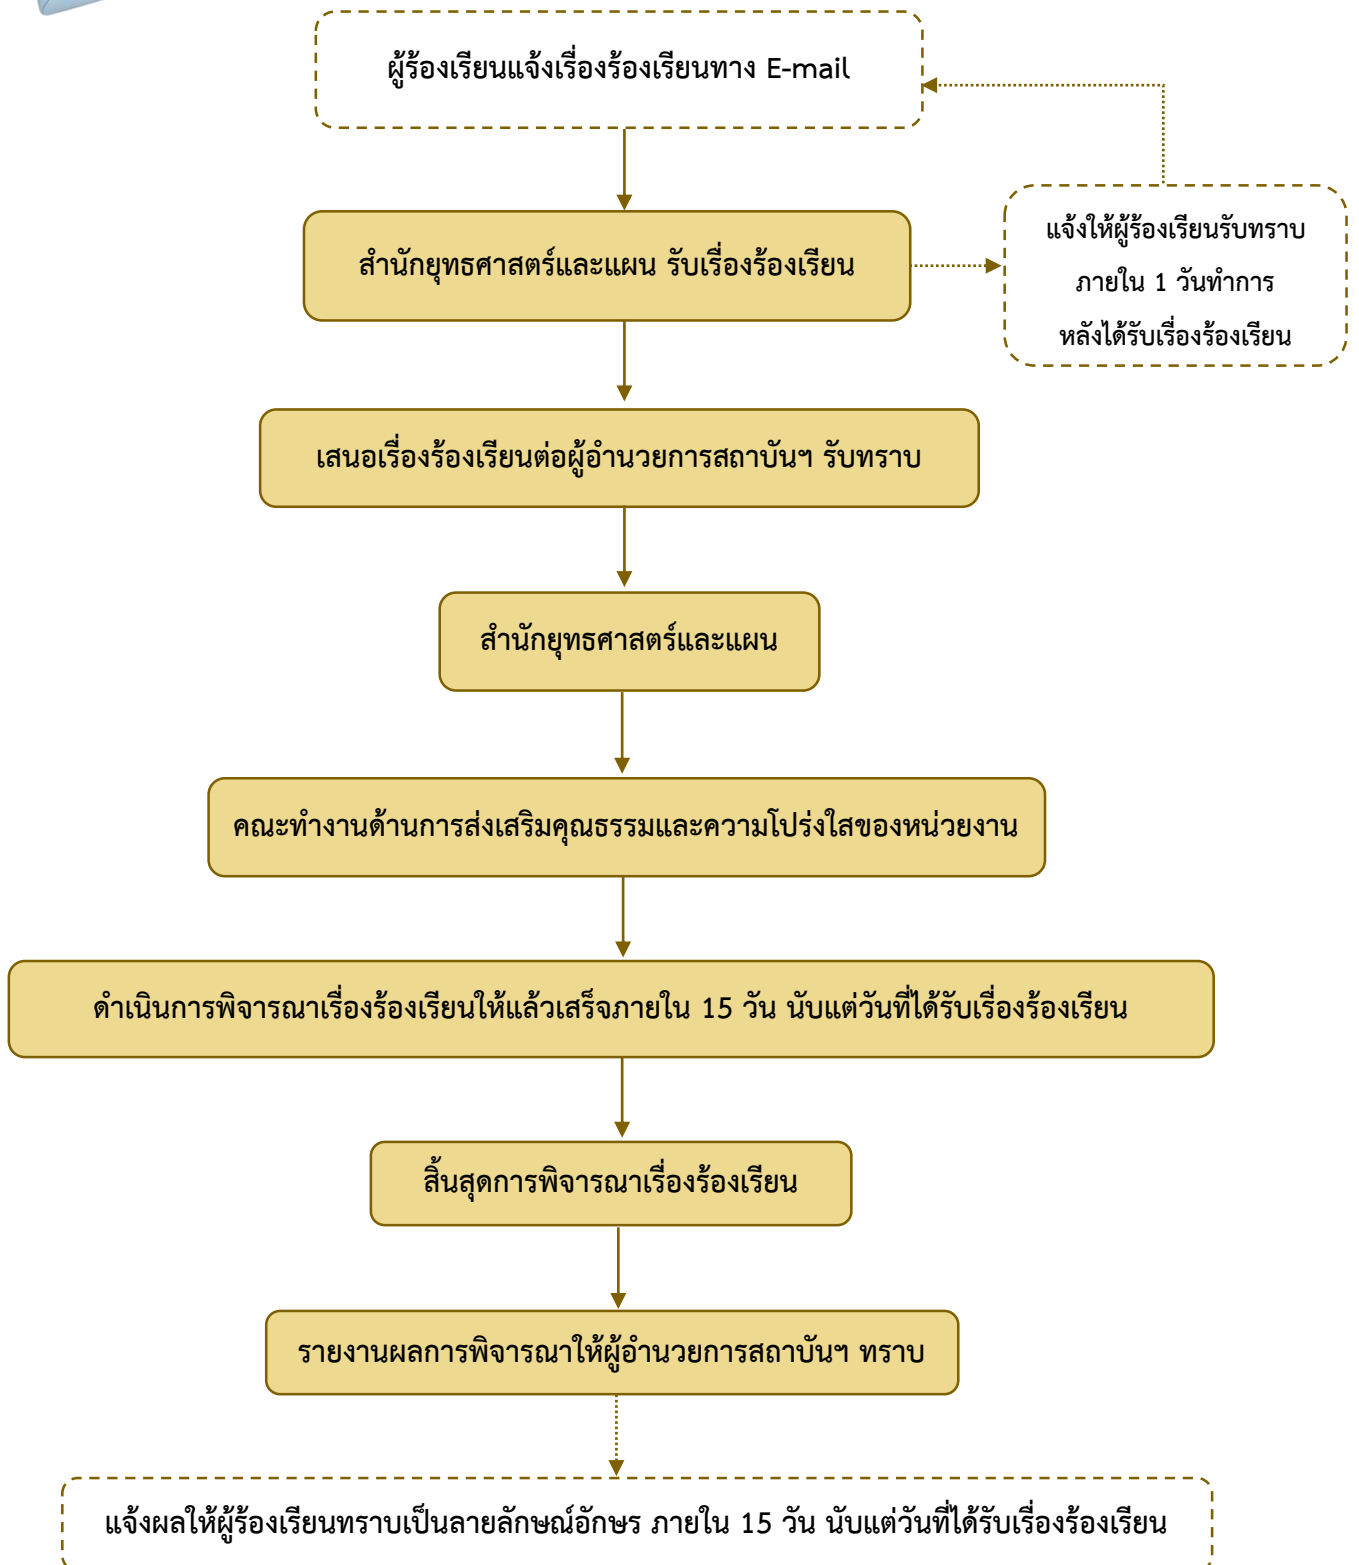 ผู้ร้องเรียนแจ้งเรื่องร้องเรียนทาง E-mail
สำนักยุทธศาสตร์และแผน รับเรื่องร้องเรียน
แจ้งให้ผู้ร้องเรียนรับทราบ
ภายใน 1 วันทำการ
หลังได้รับเรื่องร้องเรียน
เสนอเรื่องร้องเรียนต่อผู้อำนวยการสถาบันฯ รับทราบ
สำนักยุทธศาสตร์และแผน
คณะทำงานด้านการส่งเสริมคุณธรรมและความโปร่งใสของหน่วยงาน
ดำเนินการพิจารณาเรื่องร้องเรียนให้แล้วเสร็จภายใน 15 วัน นับแต่วันที่ได้รับเรื่องร้องเรียน
สิ้นสุดการพิจารณาเรื่องร้องเรียน
รายงานผลการพิจารณาให้ผู้อำนวยการสถาบันฯ ทราบ
แจ้งผลให้ผู้ร้องเรียนทราบเป็นลายลักษณ์อักษร ภายใน 15 วัน นับแต่วันที่ได้รับเรื่องร้องเรียน